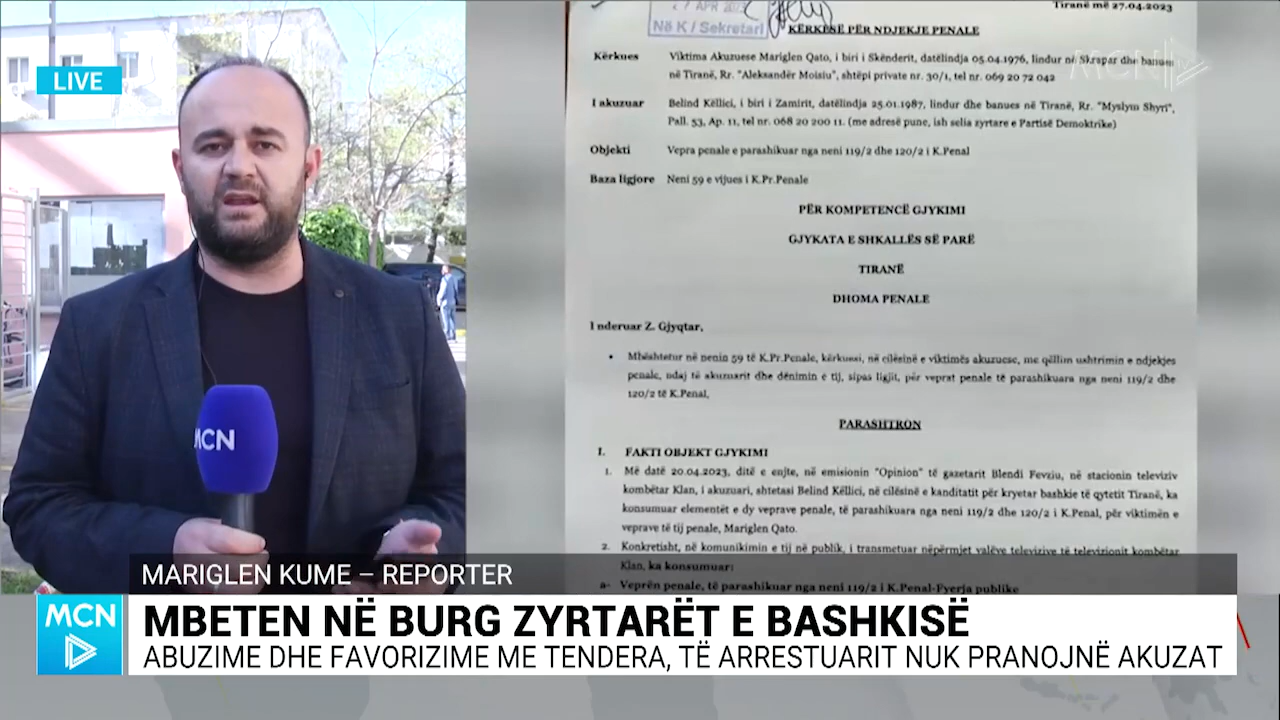 LIVE
Tiranë më 27.04.2023
27 APR 2023
Në K / Sekretari
KËRKESË PËR NDJEKJE PENALE
MCN
Kërkues Viktima Akuzuese Mariglen Qato, i biri i Skënderit, datëlindja 05.04.1976, lindur në Skrapar dhe banues
në Tiranë, Rr. "Aleksandër Moisiu", shtëpi private nr. 30/1, tel nr. 069 20 72 042
I akuzuar Belind Këllici, i biri i Zamirit, datëlindja 25.01.1987, lindur dhe banues në Tiranë, Rr. "Myslym Shyri",
Pall. 53, Ap. 11, tel nr. 068 20 200 11. (me adresë pune, ish selia zyrtare e Partisë Demoktrike)
Objekti Vepra penale e parashikuar nga neni 119/2 dhe 120/2 i K.Penal
Baza ligjore Neni 59 e vijues i K.Pr.Penale
PËR KOMPETENCË GJYKIMI
GJYKATA E SHKALLËS SË PARË
TIRANË
DHOMA PENALE
I nderuar Z. Gjyqtar,
• Mbështetur në nenin 59 të K.Pr.Penale, kërkuesi, në cilësinë e viktimës akuzuese, me qëllim ushtrimin e ndjekjes
penale, ndaj të akuzuarit dhe dënimin e tij, sipas ligjit, për veprat penale të parashikuara nga neni 119/2 dhe
120/2 të K.Penal,
PARASHTRON
I. FAKTI OBJEKT GJYKIMI
1. Më datë 20.04.2023, ditë e enjte, në emisionin "Opinion" të gazetarit Blendi Fevziu, në stacionin televiziv
kombëtar Klan, i akuzuari, shtetasi Belind Këllici, në cilësinë e kanditatit për kryetar bashkie të qytetit Tiranë, ka
konsumuar elementët e dy veprave penale, të parashikuara nga neni 119/2 dhe 120/2 i K.Penal, për viktimën e
veprave të tij penale, Mariglen Qato.
2. Konkretisht, në komunikimin e tij në publik, i transmetuar nëpërmjet valëve televizive të televizionit kombëtar
Klan, ka konsumuar:
a- Veprën penale, të parashikuar nga neni 119/2 i K.Penal-Fyerja publike
MCN
MARIGLEN KUME – REPORTER
MCN
MBETEN NË BURG ZYRTARËT E BASHKISË
ABUZIME DHE FAVORIZIME ME TENDERA, TË ARRESTUARIT NUK PRANOJNË AKUZAT